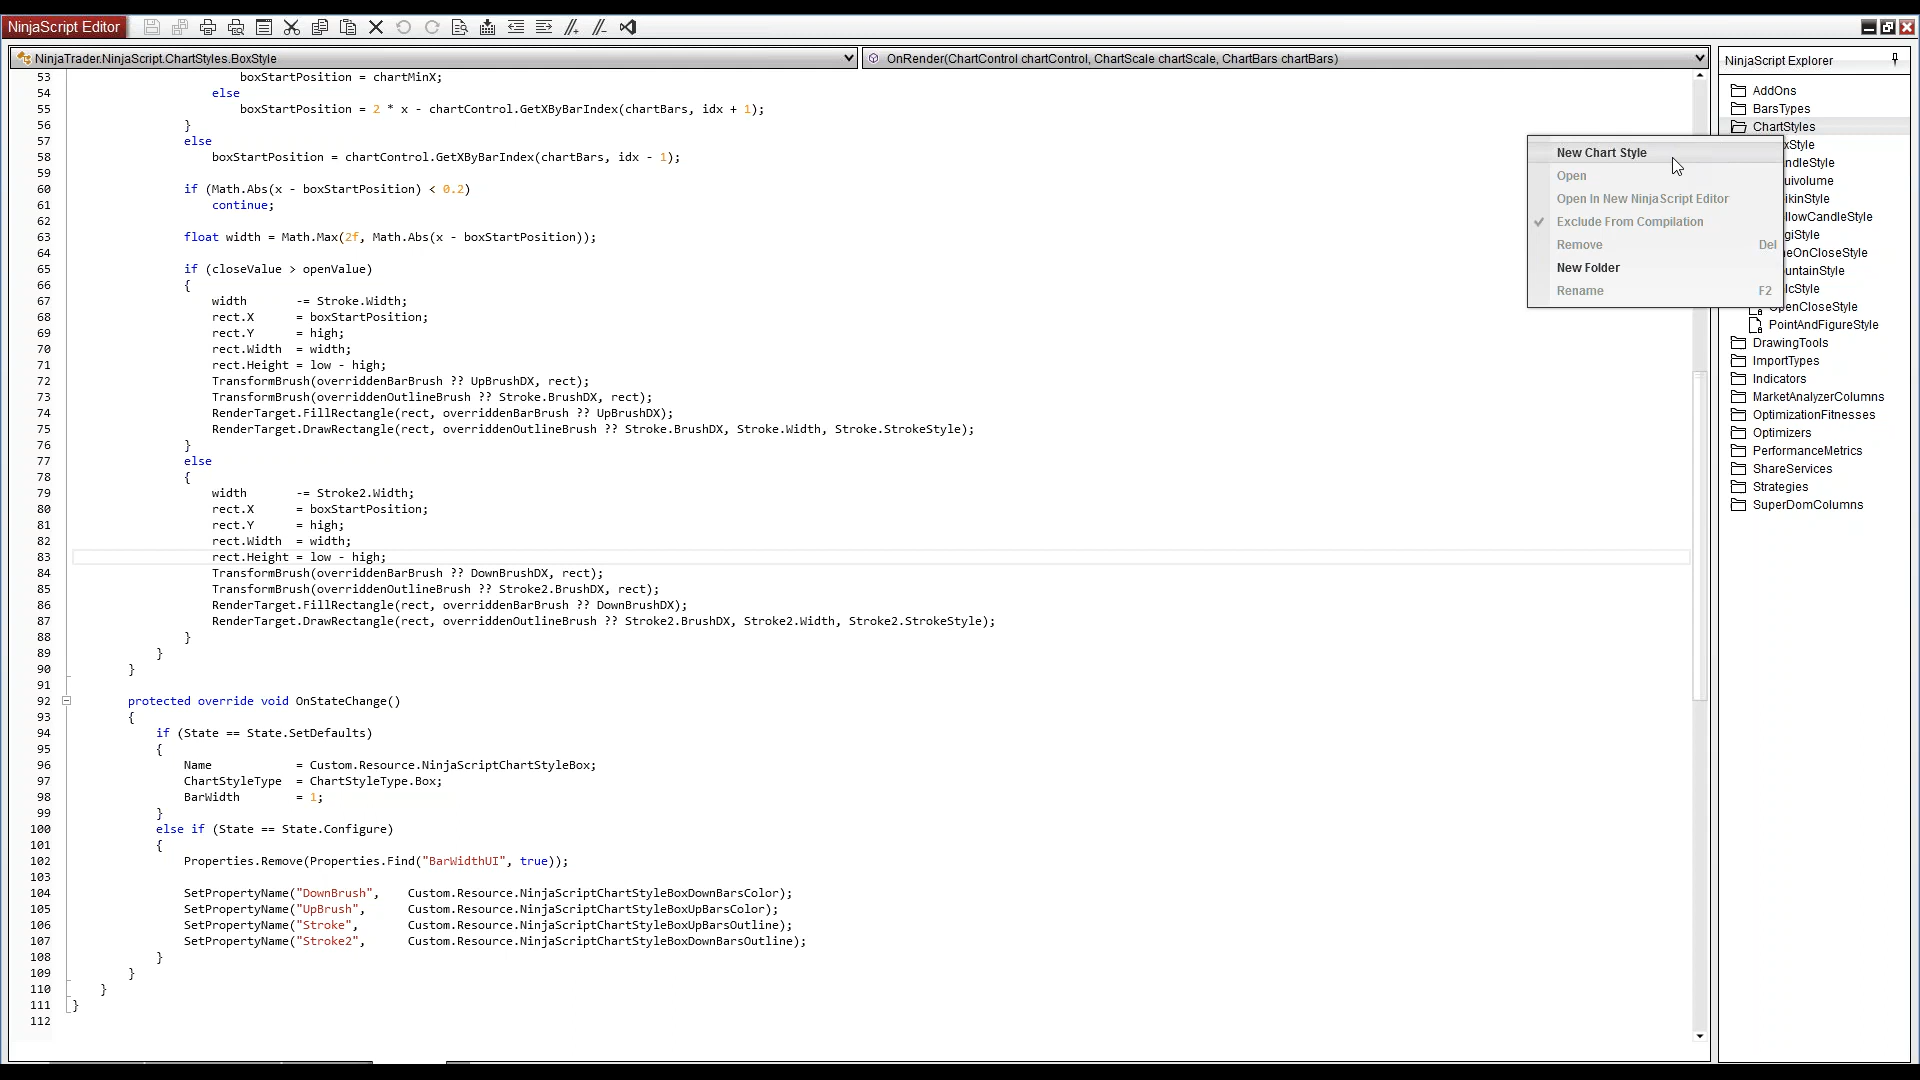 NinjaScript Editor
NinjaTrader.NinjaScript.ChartStyles.BoxStyle
OnRender(ChartControl chartControl, ChartScale chartScale, ChartBars chartBars)
53 boxStartPosition = chartMinX;
54 else
55 boxStartPosition = 2 * x - chartControl.GetXByBarIndex(chartBars, idx + 1);
56 }
57 else
58 boxStartPosition = chartControl.GetXByBarIndex(chartBars, idx - 1);
59
60 if (Math.Abs(x - boxStartPosition) < 0.2)
61 continue;
62
63 float width = Math.Max(2f, Math.Abs(x - boxStartPosition));
64
65 if (closeValue > openValue)
66 {
67 width -= Stroke.Width;
68 rect.X = boxStartPosition;
69 rect.Y = high;
70 rect.Width = width;
71 rect.Height = low - high;
72 TransformBrush(overriddenBarBrush ?? UpBrushDX, rect);
73 TransformBrush(overriddenOutlineBrush ?? Stroke.BrushDX, rect);
74 RenderTarget.FillRectangle(rect, overriddenBarBrush ?? UpBrushDX);
75 RenderTarget.DrawRectangle(rect, overriddenOutlineBrush ?? Stroke.BrushDX, Stroke.Width, Stroke.StrokeStyle);
76 }
77 else
78 {
79 width -= Stroke2.Width;
80 rect.X = boxStartPosition;
81 rect.Y = high;
82 rect.Width = width;
83 rect.Height = low - high;
84 TransformBrush(overriddenBarBrush ?? DownBrushDX, rect);
85 TransformBrush(overriddenOutlineBrush ?? Stroke2.BrushDX, rect);
86 RenderTarget.FillRectangle(rect, overriddenBarBrush ?? DownBrushDX);
87 RenderTarget.DrawRectangle(rect, overriddenOutlineBrush ?? Stroke2.BrushDX, Stroke2.Width, Stroke2.StrokeStyle);
88 }
89 }
90 }
91
92 protected override void OnStateChange()
93 {
94 if (State == State.SetDefaults)
95 {
96 Name = Custom.Resource.NinjaScriptChartStyleBox;
97 ChartStyleType = ChartStyleType.Box;
98 BarWidth = 1;
99 }
100 else if (State == State.Configure)
101 {
102 Properties.Remove(Properties.Find("BarWidthUI", true));
103
104 SetPropertyName("DownBrush", Custom.Resource.NinjaScriptChartStyleBoxDownBarsColor);
105 SetPropertyName("UpBrush", Custom.Resource.NinjaScriptChartStyleBoxUpBarsColor);
106 SetPropertyName("Stroke", Custom.Resource.NinjaScriptChartStyleBoxUpBarsOutline);
107 SetPropertyName("Stroke2", Custom.Resource.NinjaScriptChartStyleBoxDownBarsOutline);
108 }
109 }
110 }
111 }
112
New Chart Style
Open
Open In New NinjaScript Editor
Exclude From Compilation
Remove Del
New Folder
Rename F2
NinjaScript Explorer
AddOns
BarsTypes
ChartStyles
xStyle
ndleStyle
uivolume
ikinStyle
llowCandleStyle
giStyle
eOnCloseStyle
untainStyle
lcStyle
OpenCloseStyle
PointAndFigureStyle
DrawingTools
ImportTypes
Indicators
MarketAnalyzerColumns
OptimizationFitnesses
Optimizers
PerformanceMetrics
ShareServices
Strategies
SuperDomColumns